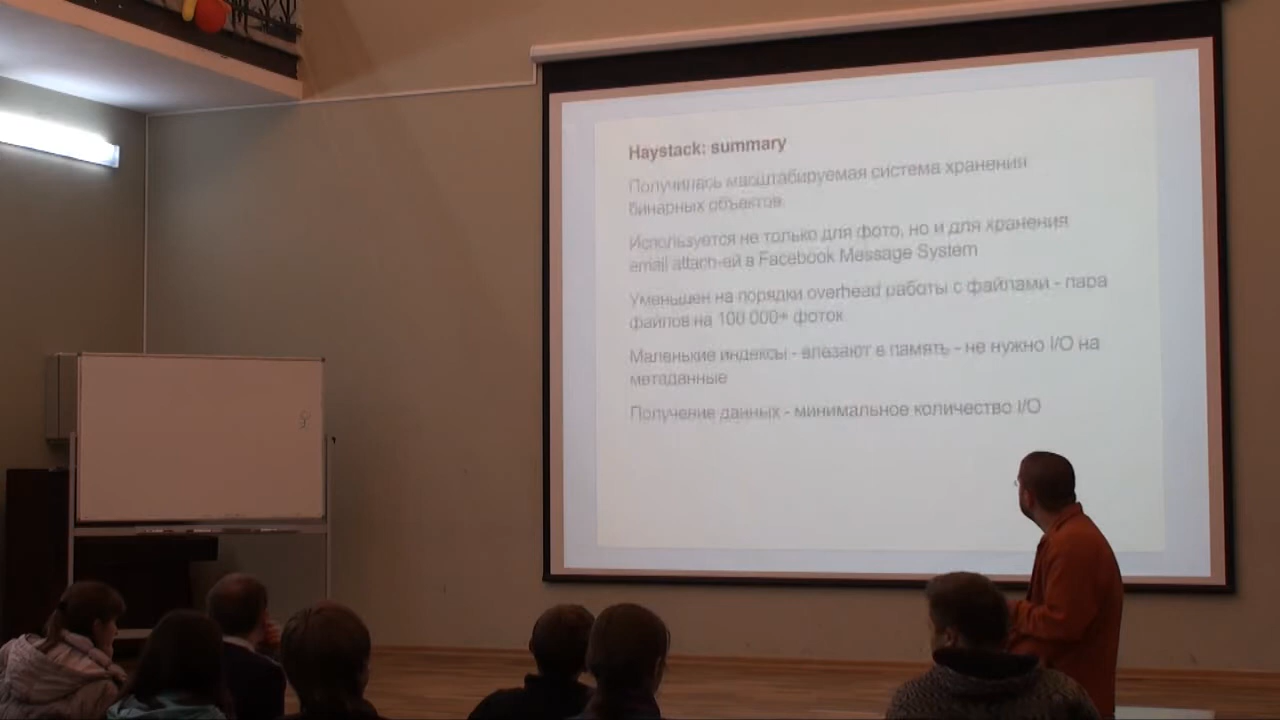 Haystack: summary
Получилась масштабируемая система хранения
бинарных объектов
Используется не только для фото, но и для хранения
email attach-ей в Facebook Message System
Уменьшен на порядки overhead работы с файлами - пара
файлов на 100 000+ фоток
Маленькие индексы - влезают в память - не нужно I/O на
метаданные
Получение данных - минимальное количество I/O